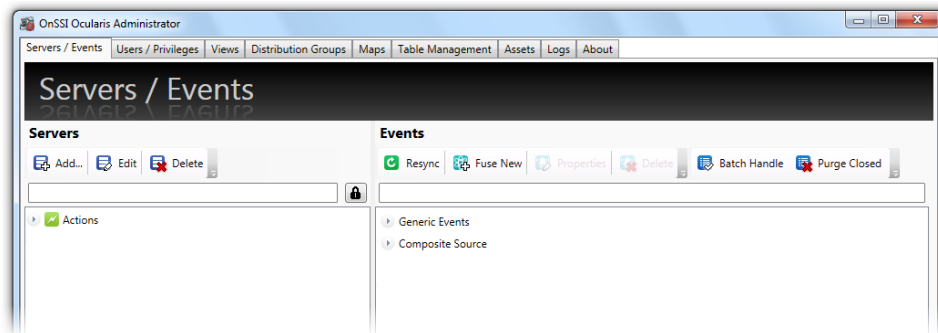 OnSSI Ocularis Administrator
Servers / Events Users / Privileges Views Distribution Groups Maps Table Management Assets Logs About
Servers / Events
Servers
Add... Edit Delete
Actions
Events
Resync Fuse New Properties Delete Batch Handle Purge Closed
Generic Events
Composite Source